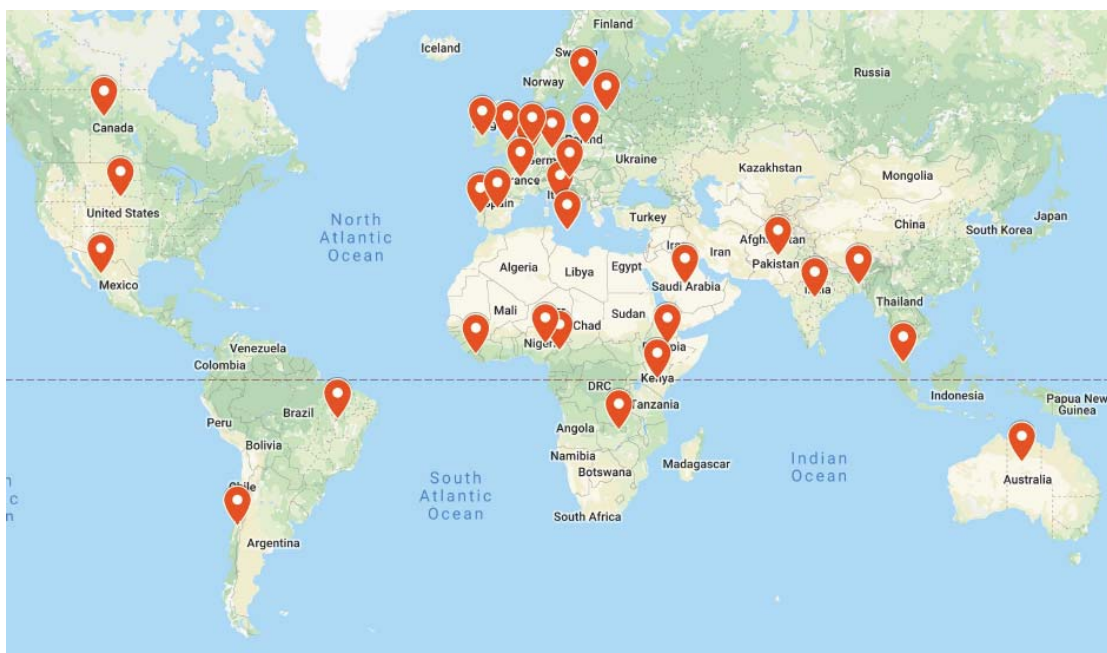 Finland
Iceland
Norway
Russia
Canada
Ukraine
Kazakhstan
Mongolia
United States
North
Atlantic
Ocean
Turkey
China
Japan
South Korea
Iran
Pakistan
Mexico
Algeria
Libya
Egypt
Saudi Arabia
Mali
Chad
Sudan
Thailand
Venezuela
Colombia
DRC
Kenya
Tanzania
Indonesia
Papua New
Guinea
Brazil
Peru
Bolivia
Angola
Namibia
Botswana
Madagascar
Indian
Ocean
South
Atlantic
Ocean
Australia
South Africa
Argentina